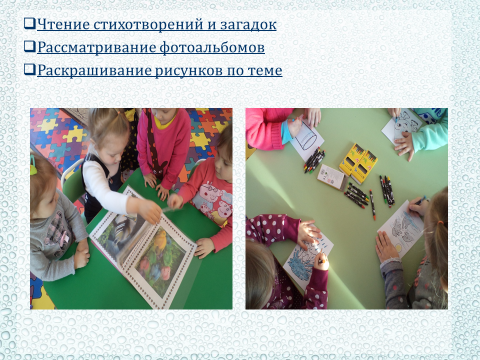 Чтение стихотворений и загадок
Рассматривание фотоальбомов
Раскрашивание рисунков по теме